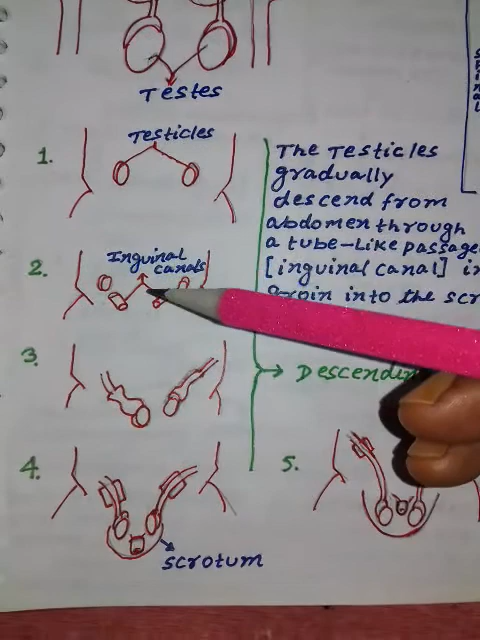 Testes
1.
Testicles
The Testicles
gradually
descend from
abdomen through
a tube-like passage
[inguinal canal] in
groin into the scr
2.
Inguinal
canals
3.
Descendin
4.
5.
scrotum